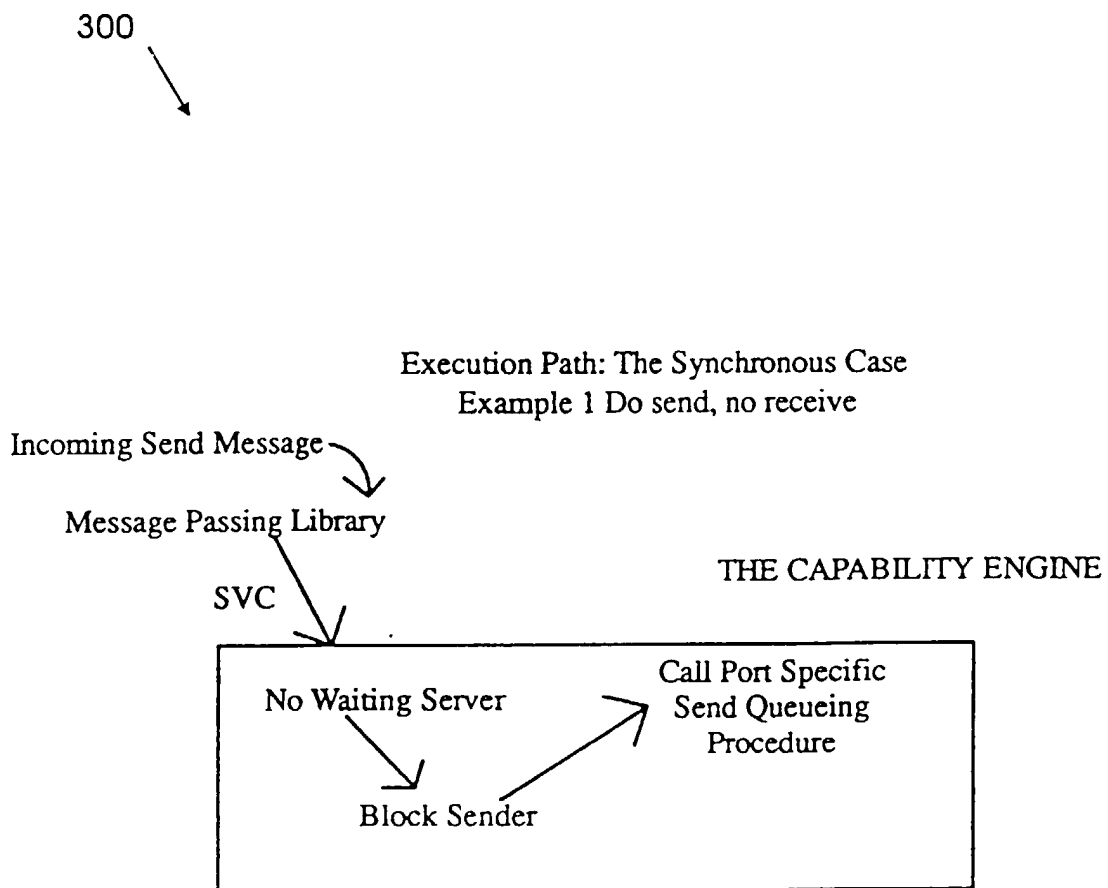 300
Execution Path: The Synchronous Case
Example 1 Do send, no receive
Incoming Send Message
Message Passing Library
THE CAPABILITY ENGINE
SVC
No Waiting Server
Call Port Specific
Send Queueing
Procedure
Block Sender